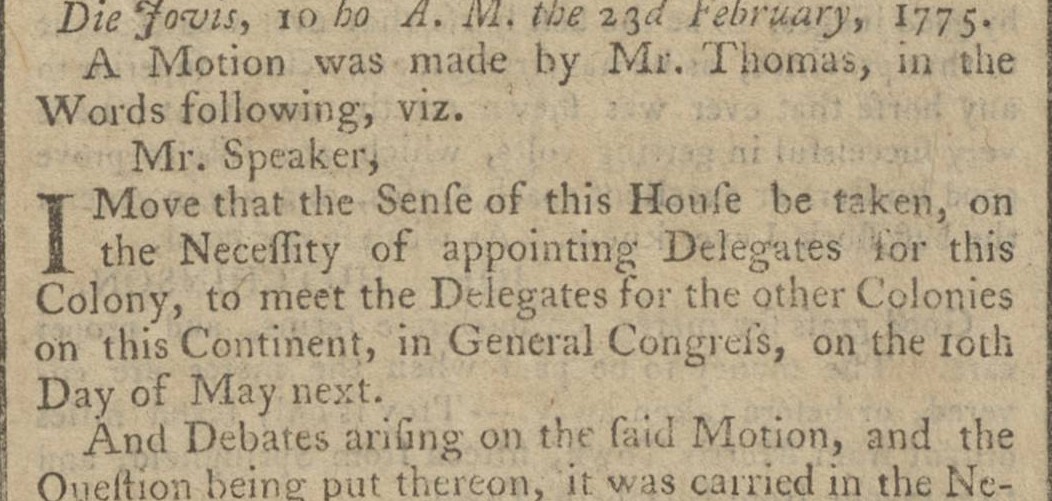 Die Jovis, 10 ho A. M. the 23d February, 1775.
A Motion was made by Mr. Thomas, in the
Words following, viz.
Mr. Speaker,
I Move that the Senſe of this Houſe be taken, on
the Neceſſity of appointing Delegates for this
Colony, to meet the Delegates for the other Colonies
on this Continent, in General Congreſs, on the 10th
Day of May next.
And Debates ariſing on the ſaid Motion, and the
Queſtion being put thereon, it was carried in the Ne-